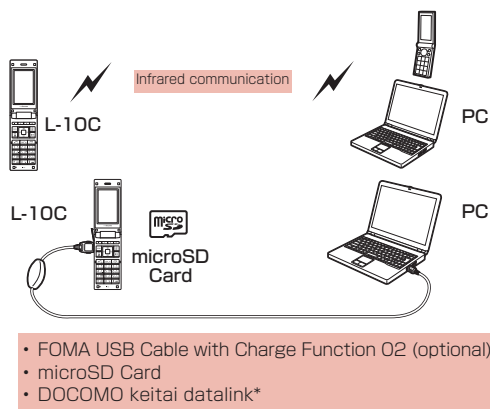 Infrared communication
L-10C
PC
L-10C
PC
micro
SD
microSD
Card
• FOMA USB Cable with Charge Function 02 (optional)
• microSD Card
• DOCOMO keitai datalink*